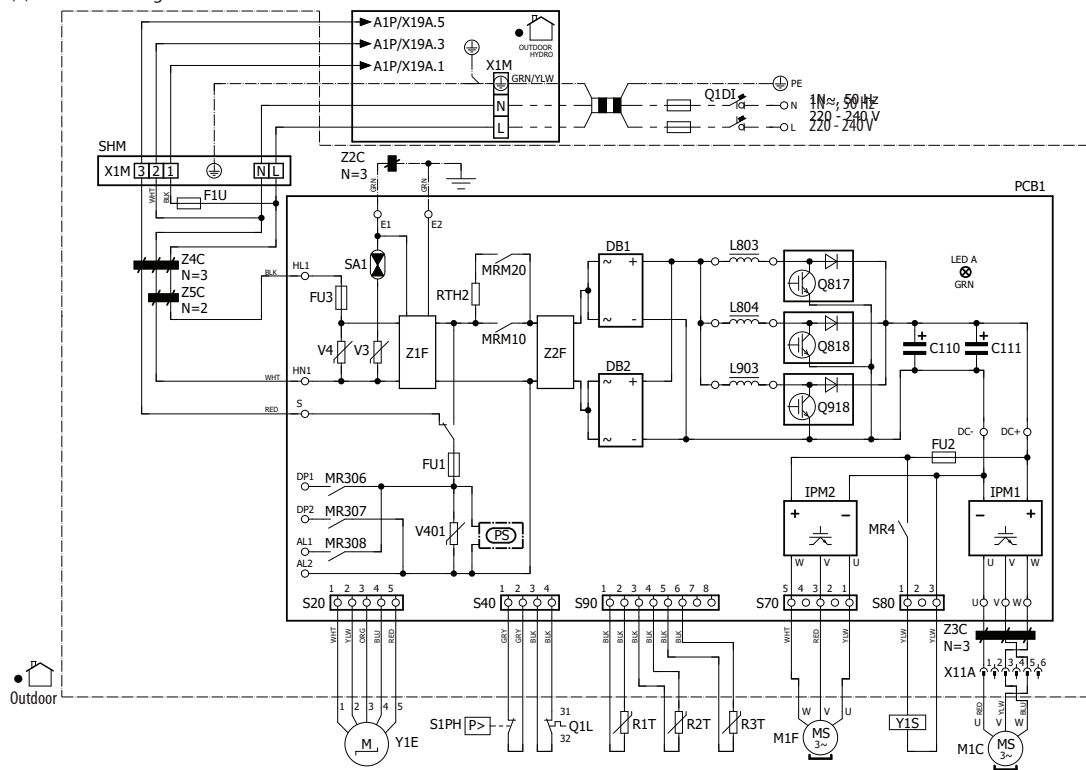 A1P/X19A.5
A1P/X19A.3
A1P/X19A.1
OUTDOOR
HYDRO
X1M
GRN/YLW
N
L
Q1DI
PE
N
L
1N~, 50 Hz
220 - 240 V
SHM
X1M 3 2 1 N L
WHT
BLK
F1U
Z2C
N=3
GRN
GRN
E1
E2
PCB1
Z4C
N=3
Z5C
N=2
BLK
HL1
FU3
SA1
V4
V3
Z1F
RTH2
MRM20
MRM10
Z2F
DB1
~ +
~ -
DB2
~ +
~ -
L803
L804
L903
Q817
Q818
Q918
LED A
GRN
C110
C111
+
+
WHT
HN1
RED
S
FU1
DP1
MR306
DP2
MR307
AL1
MR308
AL2
V401
PS
DC-
DC+
FU2
IPM2
+ -
W V U
IPM1
- +
U V W
MR4
S20
1 2 3 4 5
S40
1 2 3 4
S90
1 2 3 4 5 6 7 8
S70
5 4 3 2 1
S80
1 2 3
U V W
WHT
YLW
ORG
BLU
RED
GRY
GRY
BLK
BLK
BLK
BLK
BLK
BLK
BLK
BLK
WHT
RED
YLW
YLW
YLW
Z3C
N=3
X11A
1 2 3 4 5 6
RED
YLW
BLU
U V W
Outdoor
1 2 3 4 5
M
Y1E
S1PH
P>
31
Q1L
32
R1T
R2T
R3T
W V U
M1F
MS
3~
Y1S
M1C
MS
3~